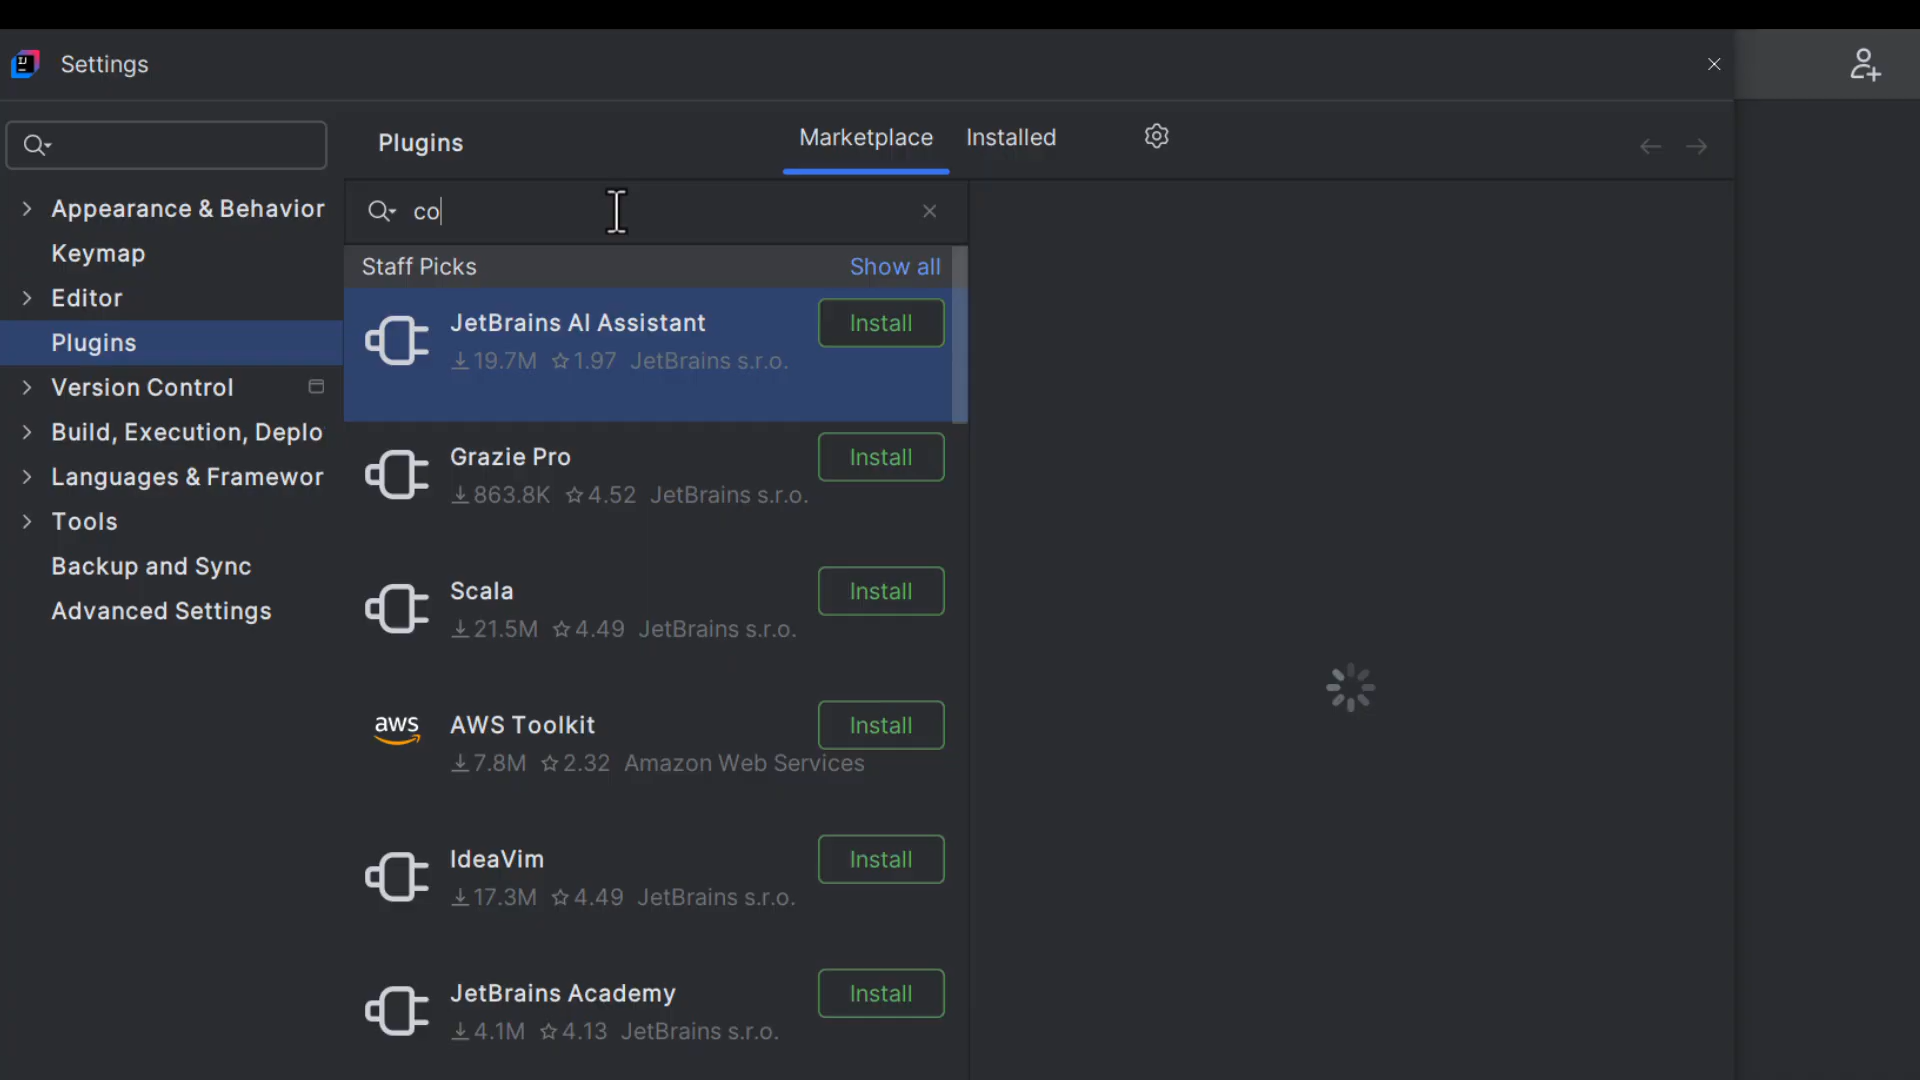 Settings
Plugins
Marketplace
Installed
co
Appearance & Behavior
Keymap
Editor
Plugins
Version Control
Build, Execution, Deplo
Languages & Framewor
Tools
Backup and Sync
Advanced Settings
Staff Picks
Show all
JetBrains AI Assistant
Install
19.7M 1.97 JetBrains s.r.o.
Grazie Pro
Install
863.8K 4.52 JetBrains s.r.o.
Scala
Install
21.5M 4.49 JetBrains s.r.o.
aws
AWS Toolkit
Install
7.8M 2.32 Amazon Web Services
IdeaVim
Install
17.3M 4.49 JetBrains s.r.o.
JetBrains Academy
Install
4.1M 4.13 JetBrains s.r.o.